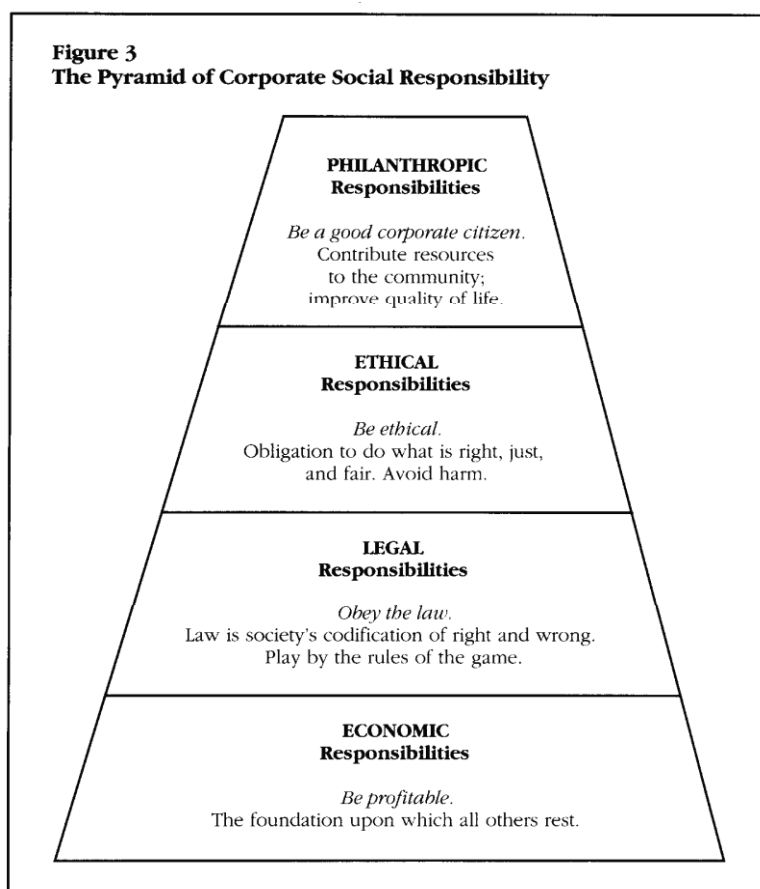 Figure 3
The Pyramid of Corporate Social Responsibility
PHILANTHROPIC
Responsibilities
Be a good corporate citizen.
Contribute resources
to the community;
improve quality of life.
ETHICAL
Responsibilities
Be ethical.
Obligation to do what is right, just,
and fair. Avoid harm.
LEGAL
Responsibilities
Obey the law.
Law is society's codification of right and wrong.
Play by the rules of the game.
ECONOMIC
Responsibilities
Be profitable.
The foundation upon which all others rest.